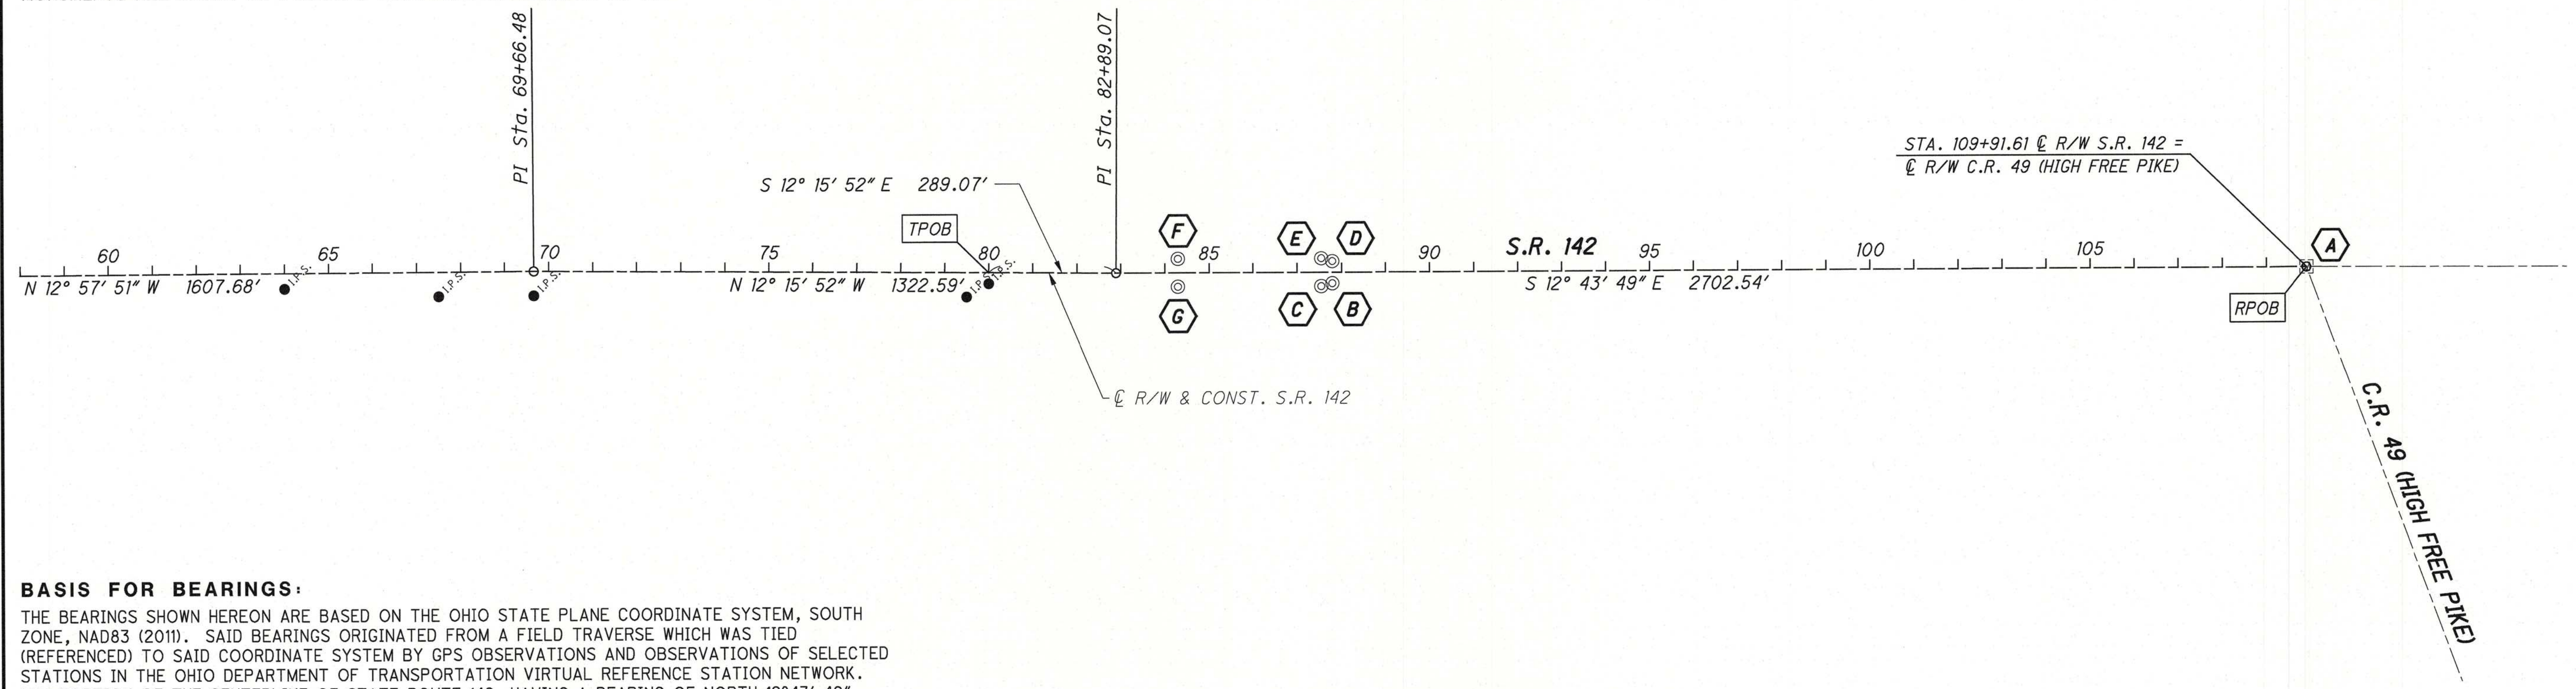 PI Sta. 69+66.48
PI Sta. 82+89.07
STA. 109+91.61 ℄ R/W S.R. 142 =
℄ R/W C.R. 49 (HIGH FREE PIKE)
S 12° 15' 52" E 289.07'
TPOB
F
E
D
A
60
65
70
75
80
85
90
S.R. 142
95
100
105
N 12° 57' 51" W 1607.68'
I.P.S.
I.P.S.
I.P.S.
N 12° 15' 52" W 1322.59'
I.P.S.
I.P.S.
S 12° 43' 49" E 2702.54'
G
C
B
RPOB
℄ R/W & CONST. S.R. 142
C.R. 49 (HIGH FREE PIKE)
BASIS FOR BEARINGS:
THE BEARINGS SHOWN HEREON ARE BASED ON THE OHIO STATE PLANE COORDINATE SYSTEM, SOUTH
ZONE, NAD83 (2011). SAID BEARINGS ORIGINATED FROM A FIELD TRAVERSE WHICH WAS TIED
(REFERENCED) TO SAID COORDINATE SYSTEM BY GPS OBSERVATIONS AND OBSERVATIONS OF SELECTED
STATIONS IN THE OHIO DEPARTMENT OF TRANSPORTATION VIRTUAL REFERENCE STATION NETWORK.